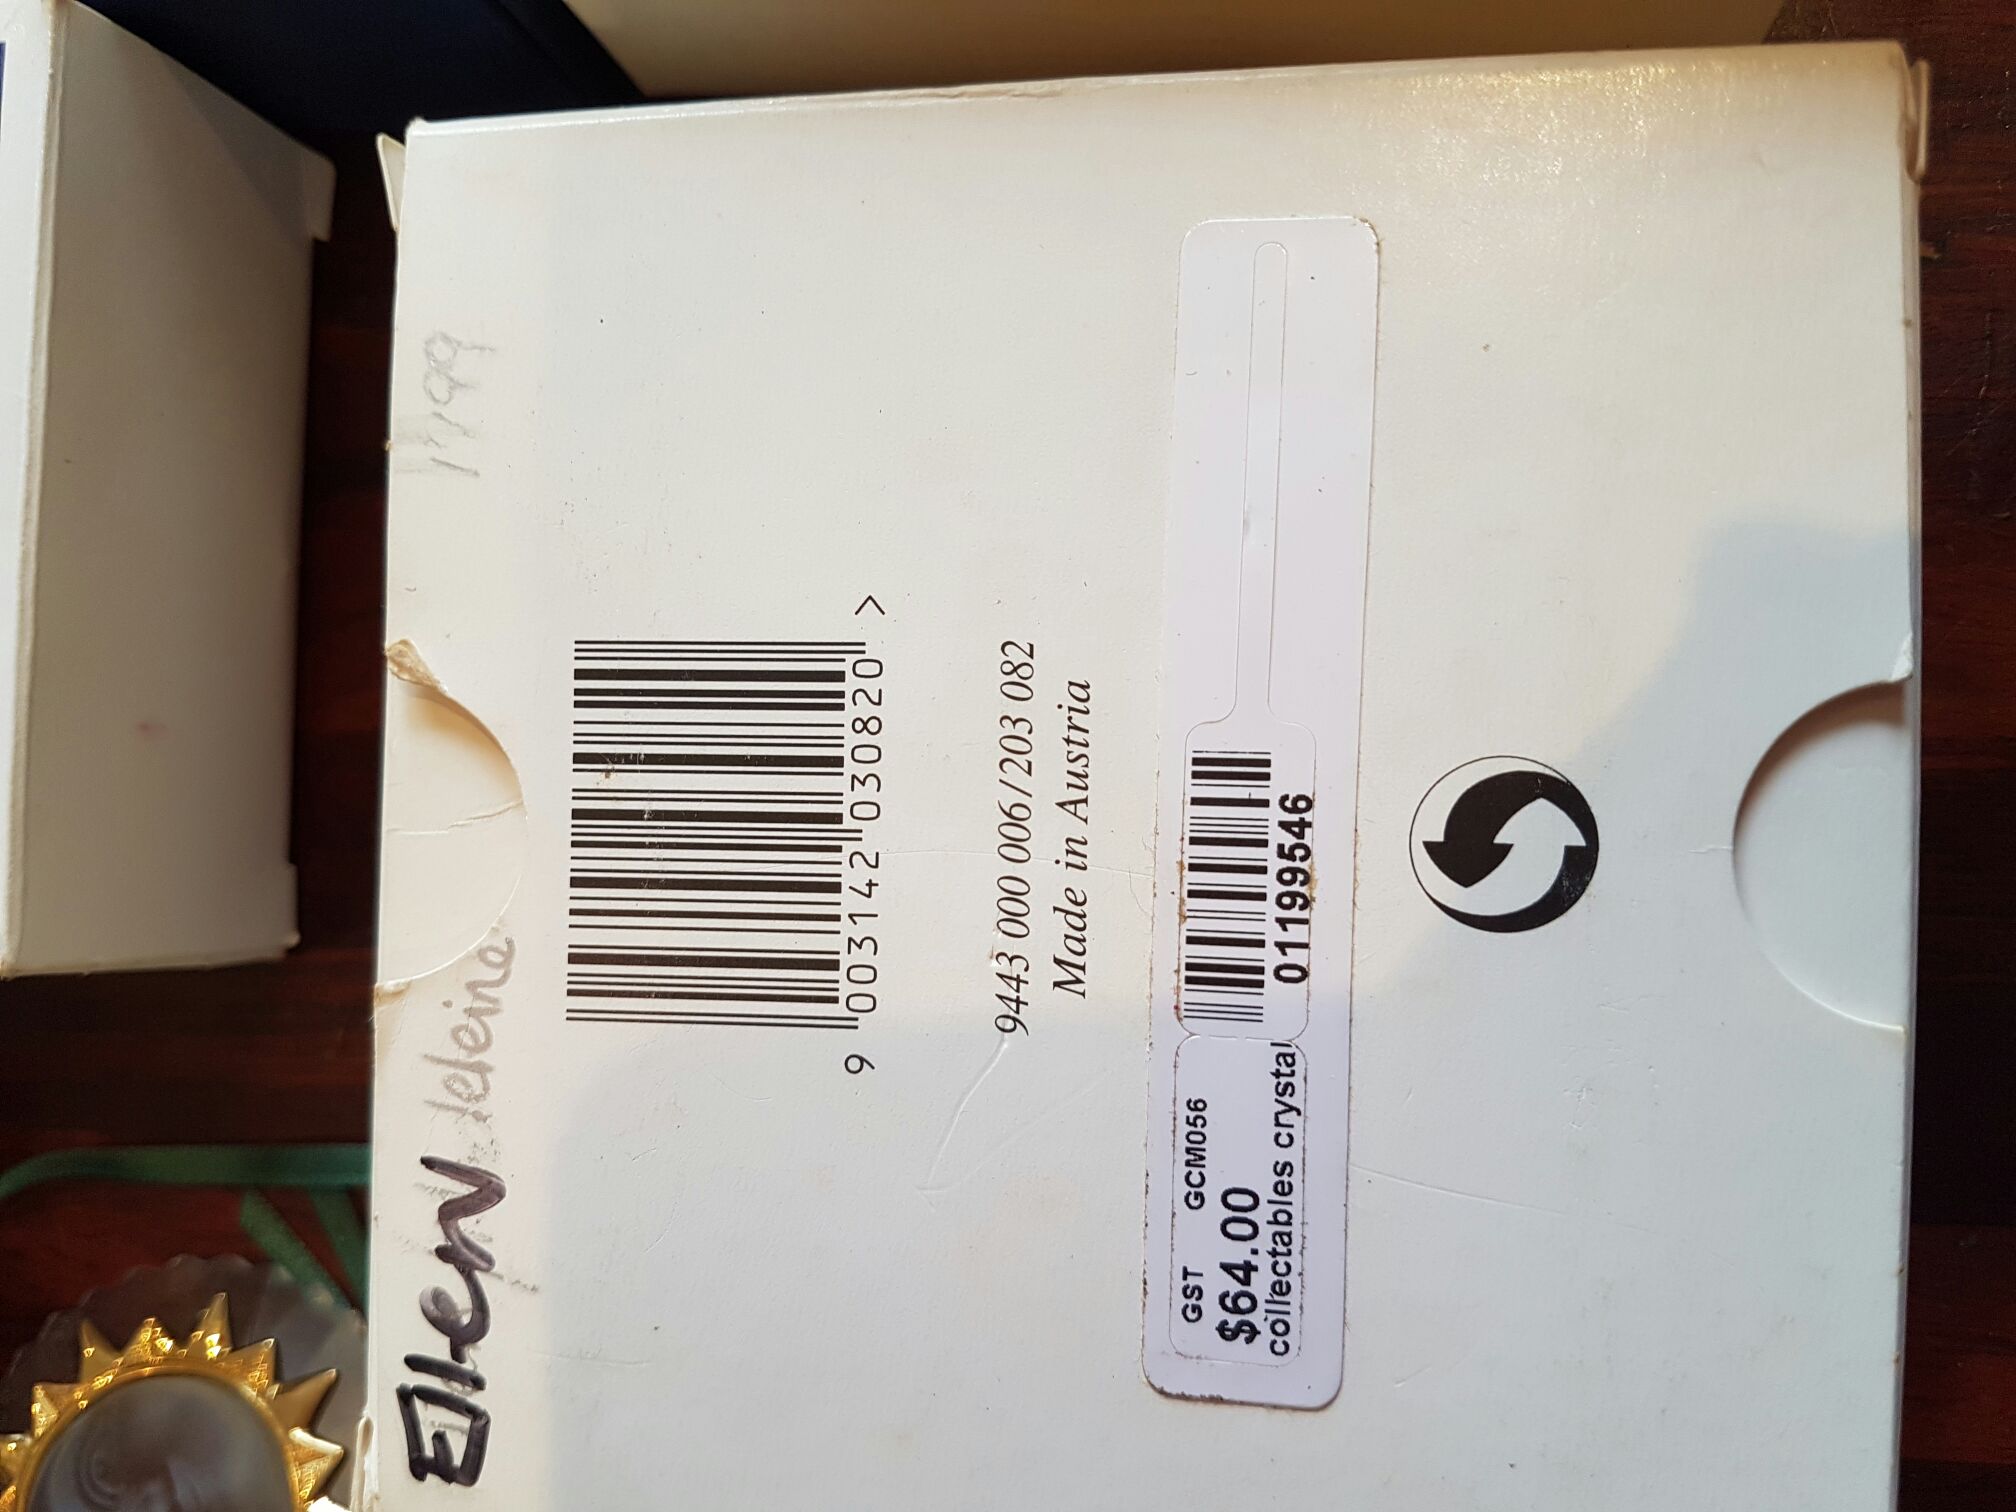 Ellen
1999
9 003142 030820 >
9443 000 006/203 082
Made in Austria
GST GCM056
$64.00
collectables crystal
01199546